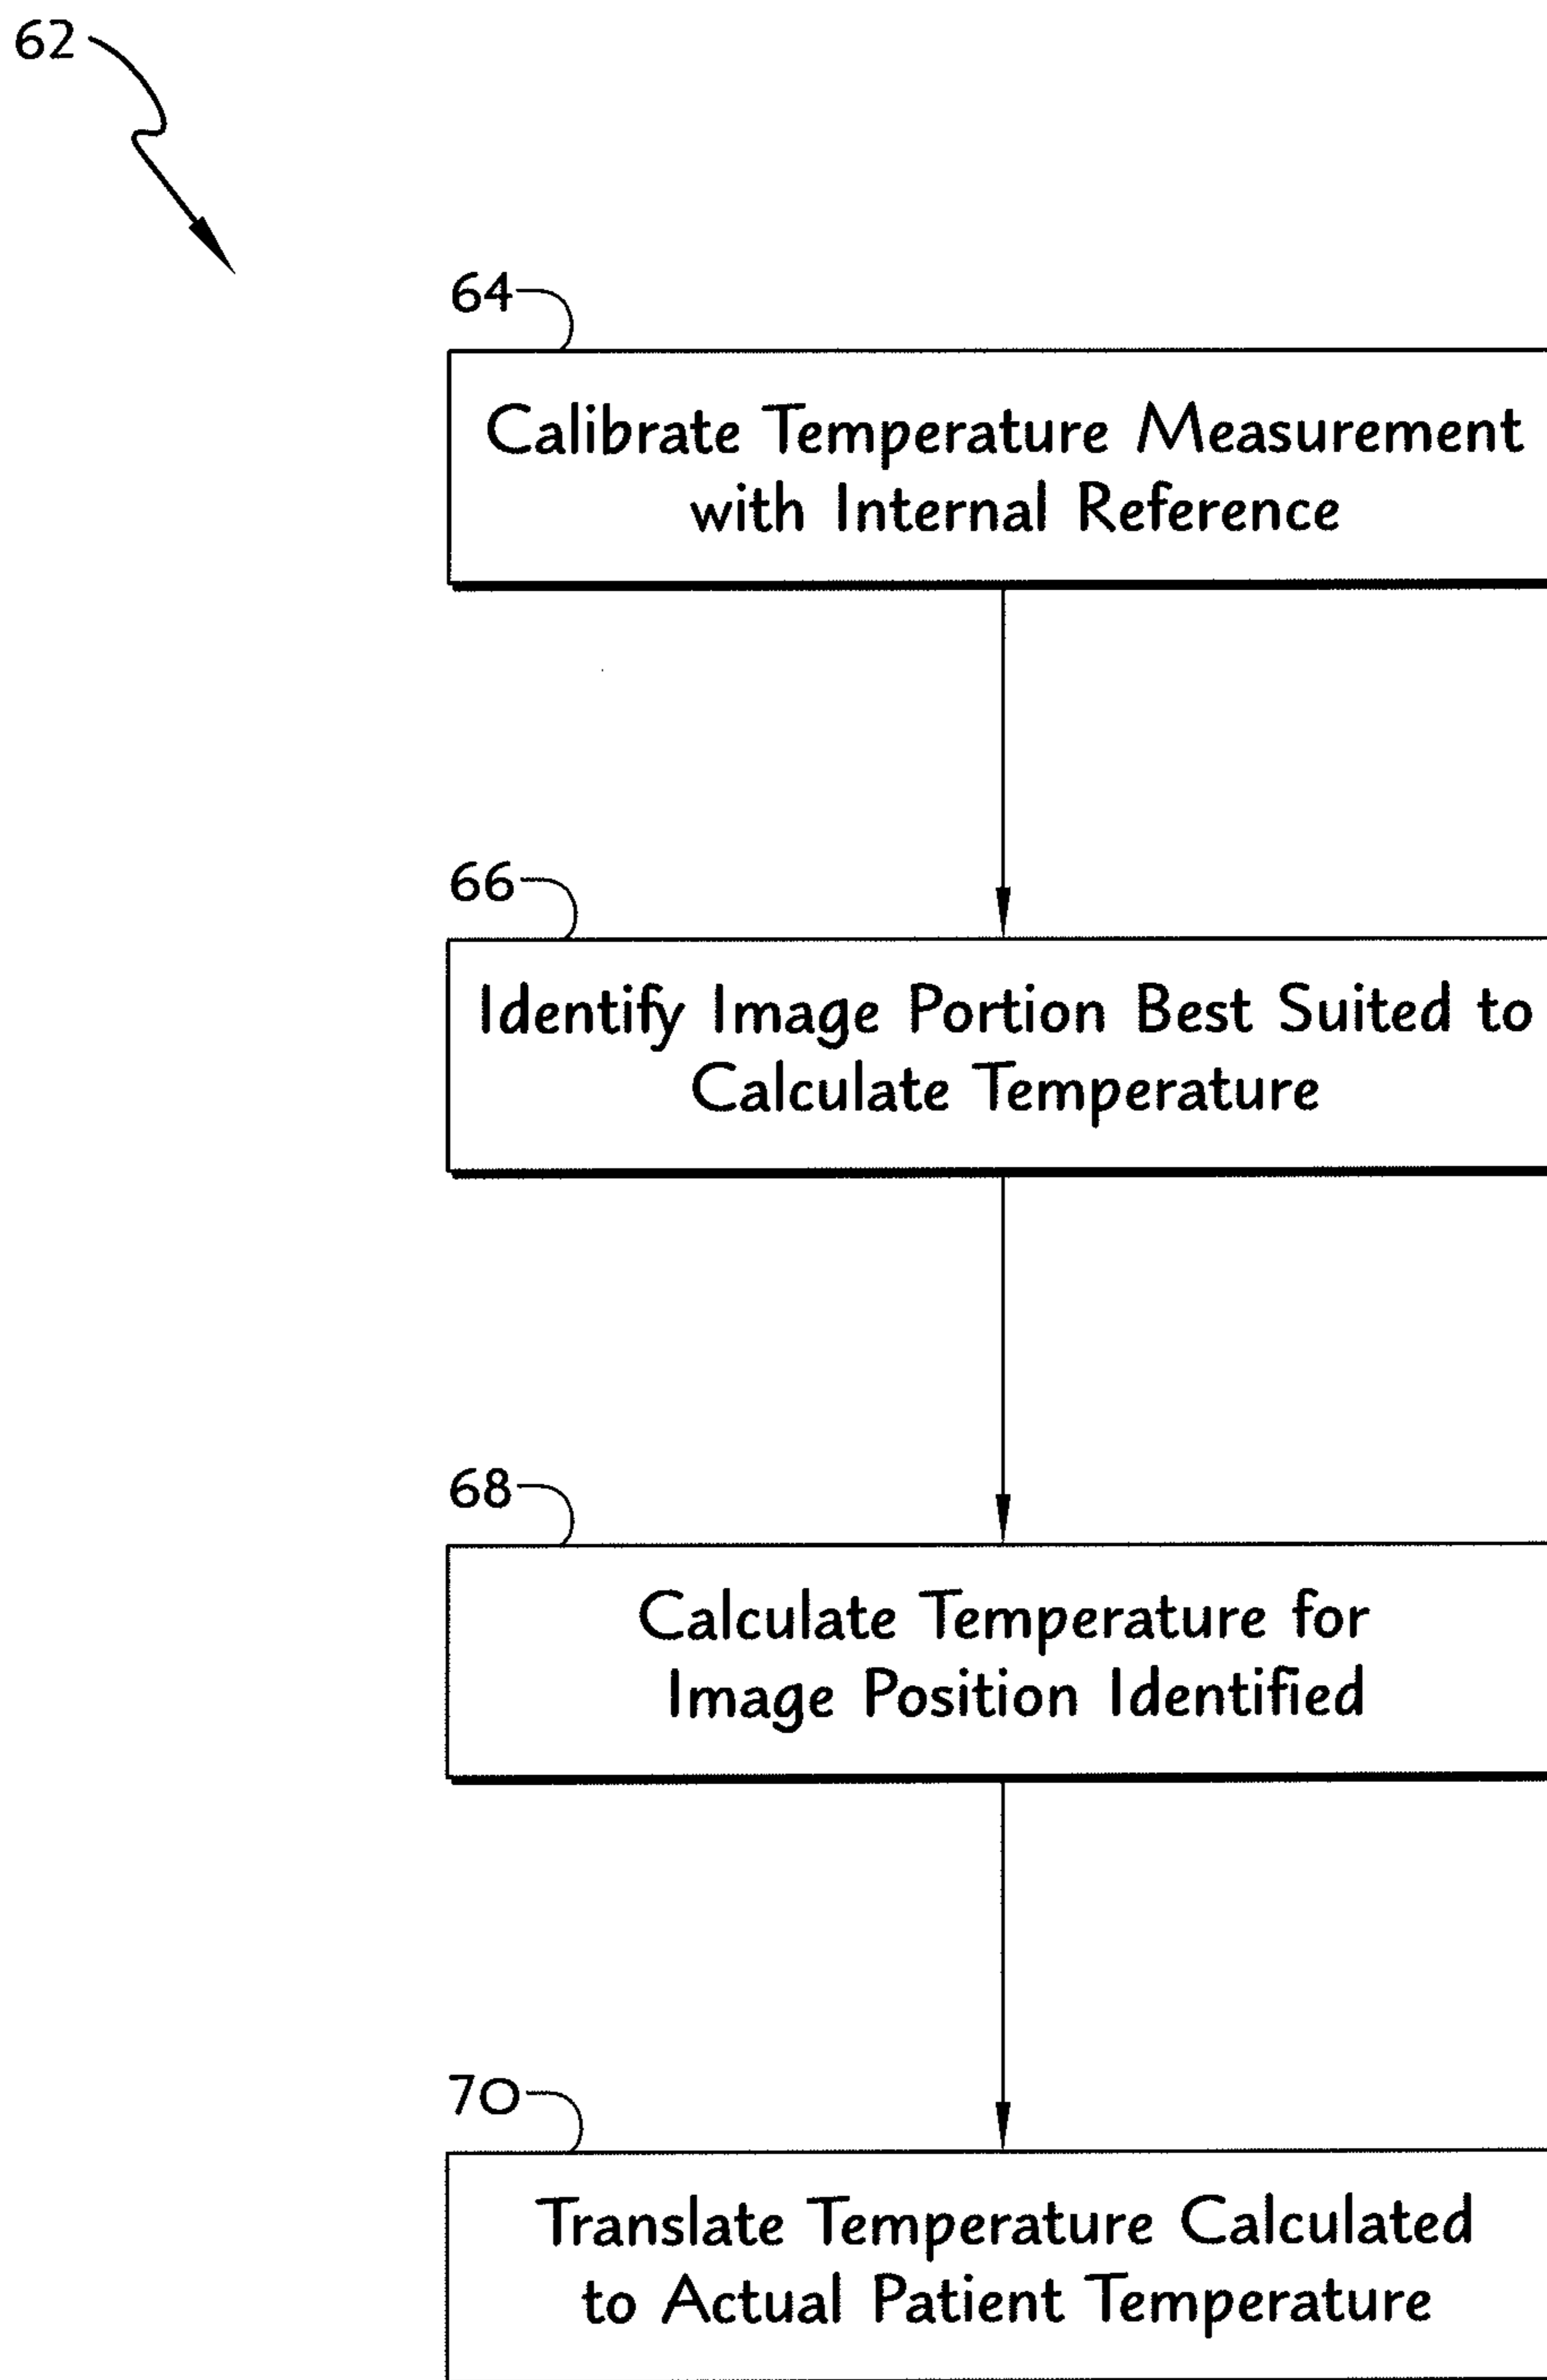 62
64
Calibrate Temperature Measurement
with Internal Reference
66
Identify Image Portion Best Suited to
Calculate Temperature
68
Calculate Temperature for
Image Position Identified
70
Translate Temperature Calculated
to Actual Patient Temperature